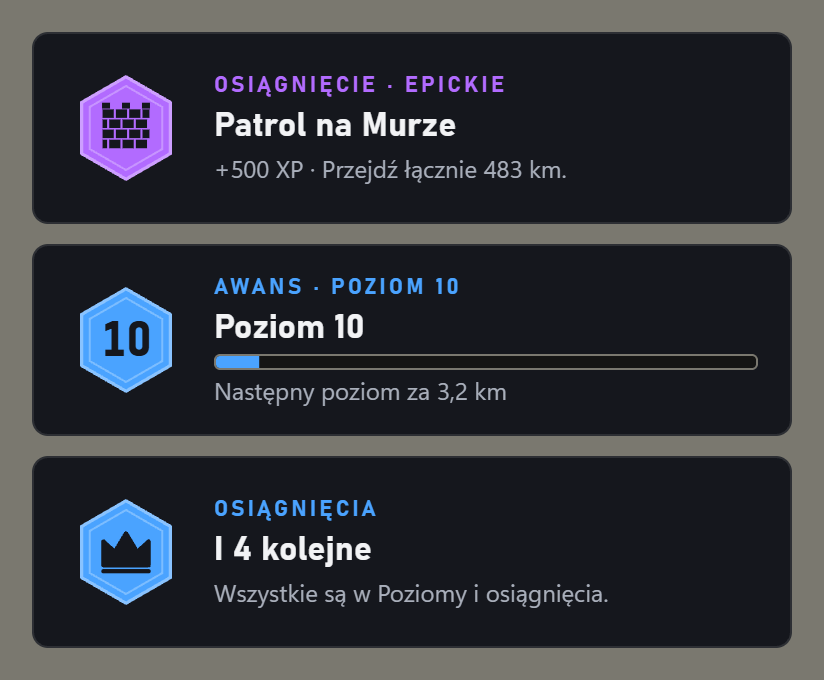 OSIĄGNIĘCIE · EPICKIE
Patrol na Murze
+500 XP · Przejdź łącznie 483 km.
AWANS · POZIOM 10
10
Poziom 10
Następny poziom za 3,2 km
OSIĄGNIĘCIA
I 4 kolejne
Wszystkie są w Poziomy i osiągnięcia.